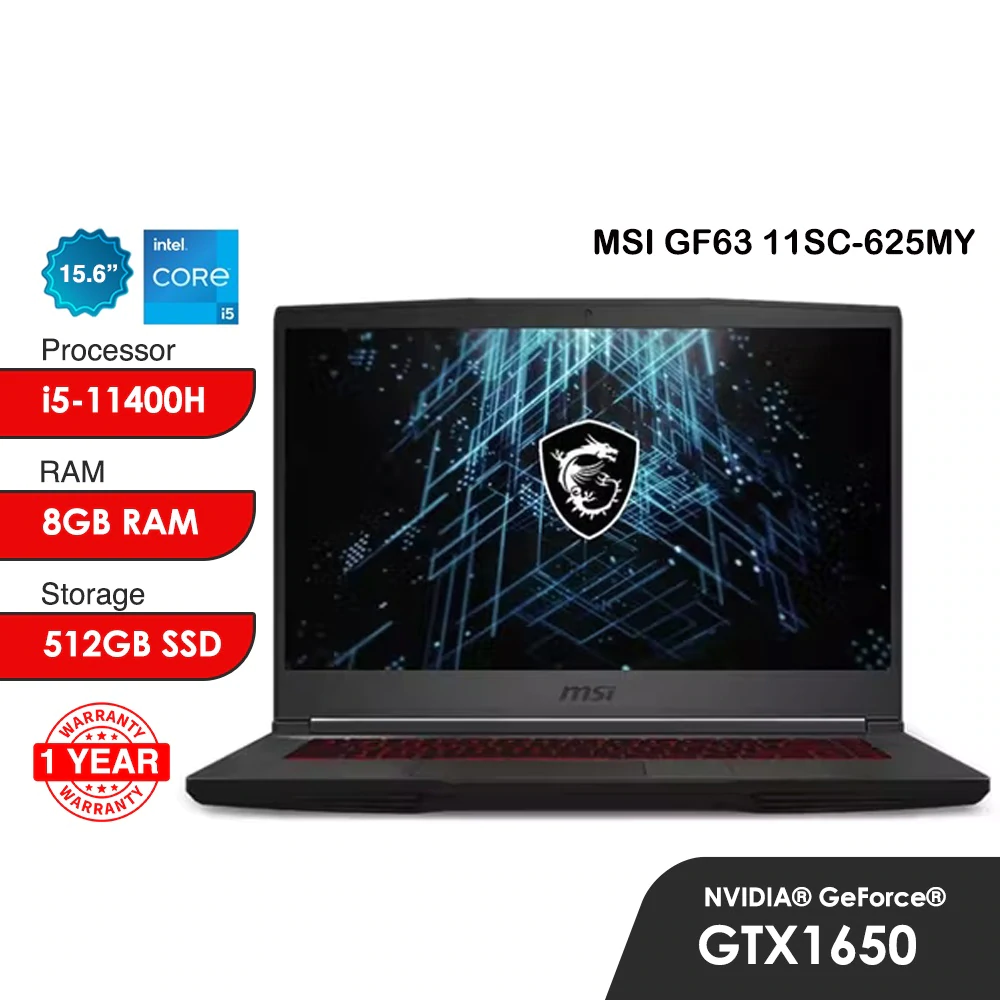 MSI GF63 11SC-625MY
15.6”
intel.
CORe
i5
Processor
i5-11400H
RAM
8GB RAM
Storage
512GB SSD
WARRANTY
1 YEAR
WARRANTY
msi
NVIDIA® GeForce®
GTX1650